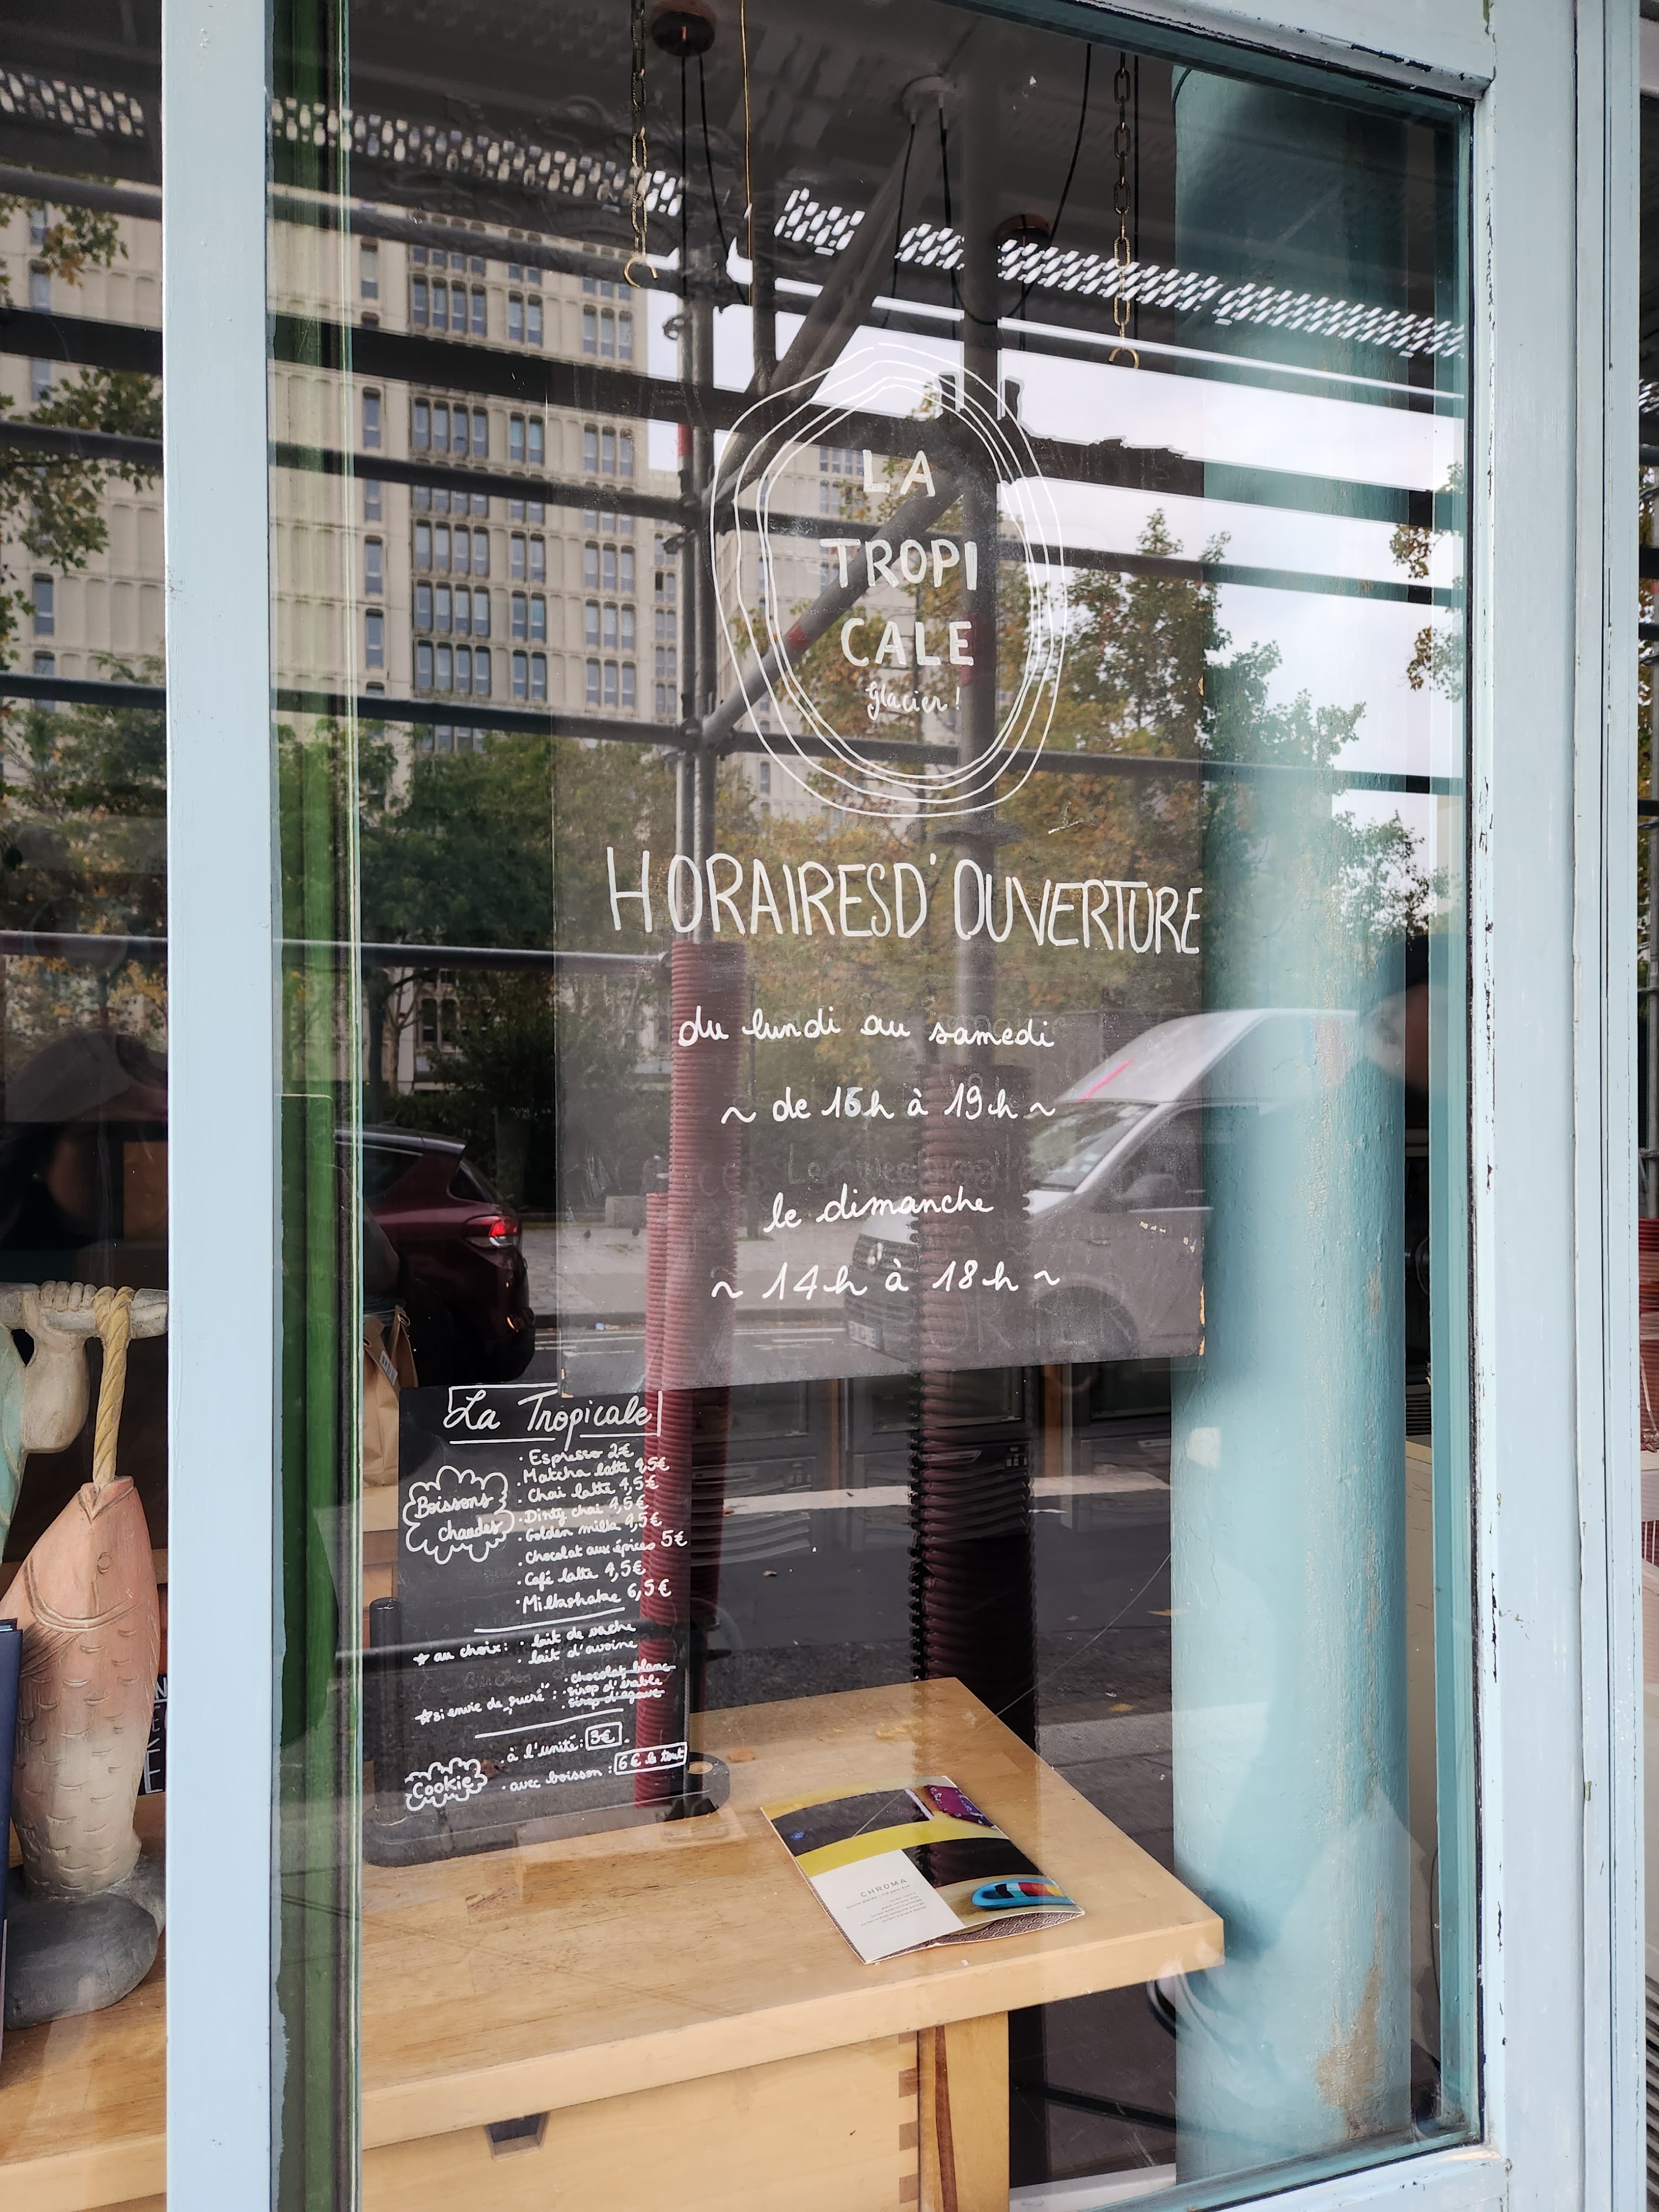 LA
TROPI
CALE
glacier!
HORAIRES D'OUVERTURE
du lundi au samedi
~ de 16h à 19h ~
le dimanche
~ 14h à 18h ~
La Tropicale
Boissons
chaudes
· Espresso 2€
· Matcha latte 4,5€
· Chai latte 4,5€
· Dirty chai 4,5€
· Golden milk 4,5€
· Chocolat aux épices 5€
· Café latte 4,5€
· Milkshake 6,5€
☆ au choix: · lait de vache
· lait d'avoine
☆ si envie de "sucré" : · chocolat blanc
· sirop d'érable
· sirop d'agave
Cookie
· à l'unité: 3€.
· avec boisson : 6€ le tout
CHROMA